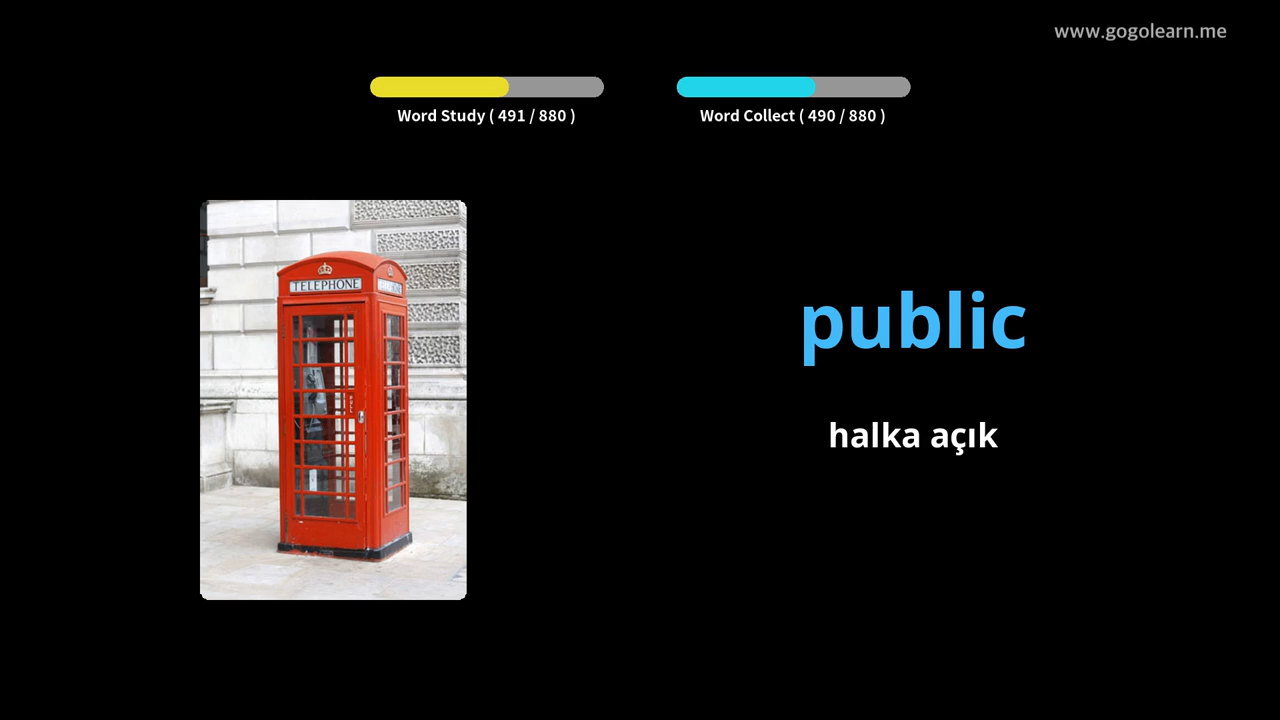 www.gogolearn.me
Word Study ( 491 / 880 )
Word Collect ( 490 / 880 )
TELEPHONE
public
halka açık